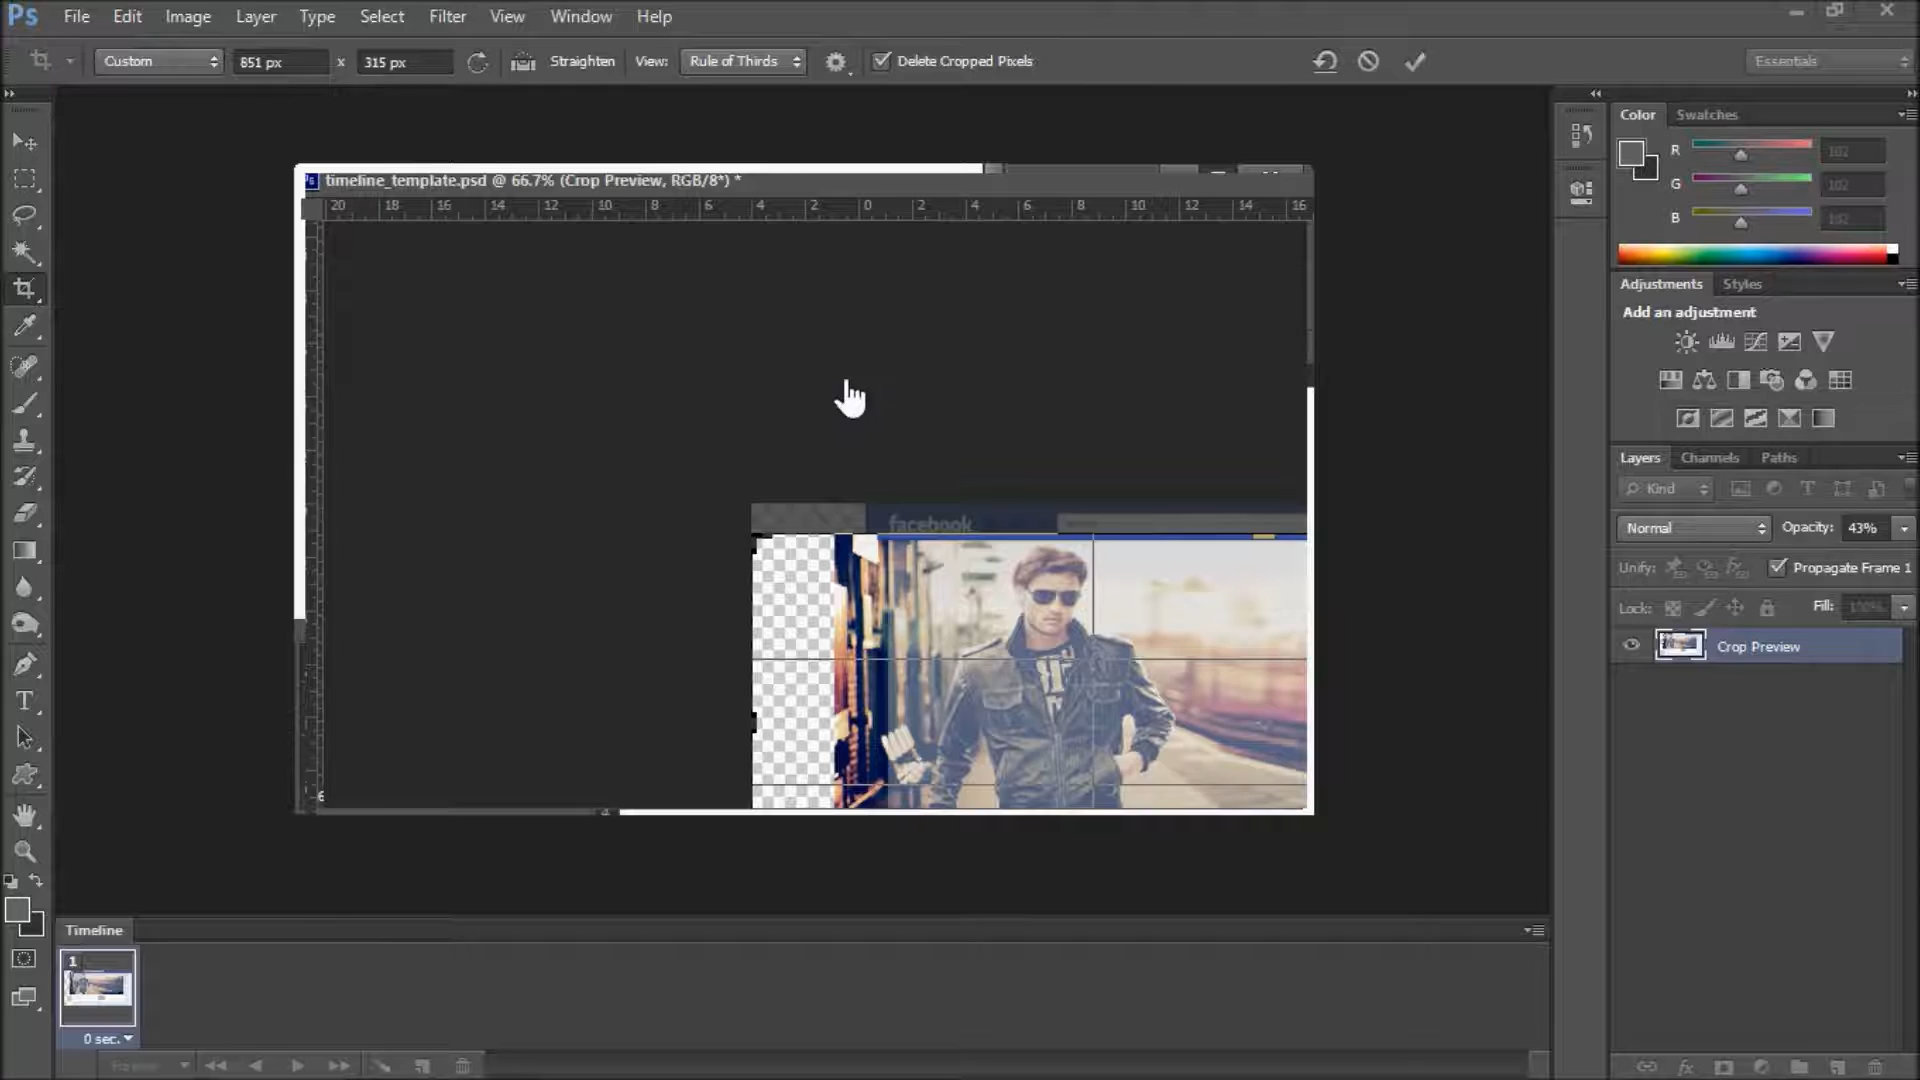 Ps File Edit Image Layer Type Select Filter View Window Help
Custom 851 px x 315 px Straighten View: Rule of Thirds Delete Cropped Pixels Essentials
Color Swatches
R 102
G 102
B 102
timeline_template.psd @ 66.7% (Crop Preview, RGB/8*) *
20 18 16 14 12 10 8 6 4 2 0 2 4 6 8 10 12 14 16
Adjustments Styles
Add an adjustment
Layers Channels Paths
Kind
facebook
Normal Opacity: 43%
Unify: Propagate Frame 1
Lock: Fill: 100%
Crop Preview
Timeline
1
0 sec.